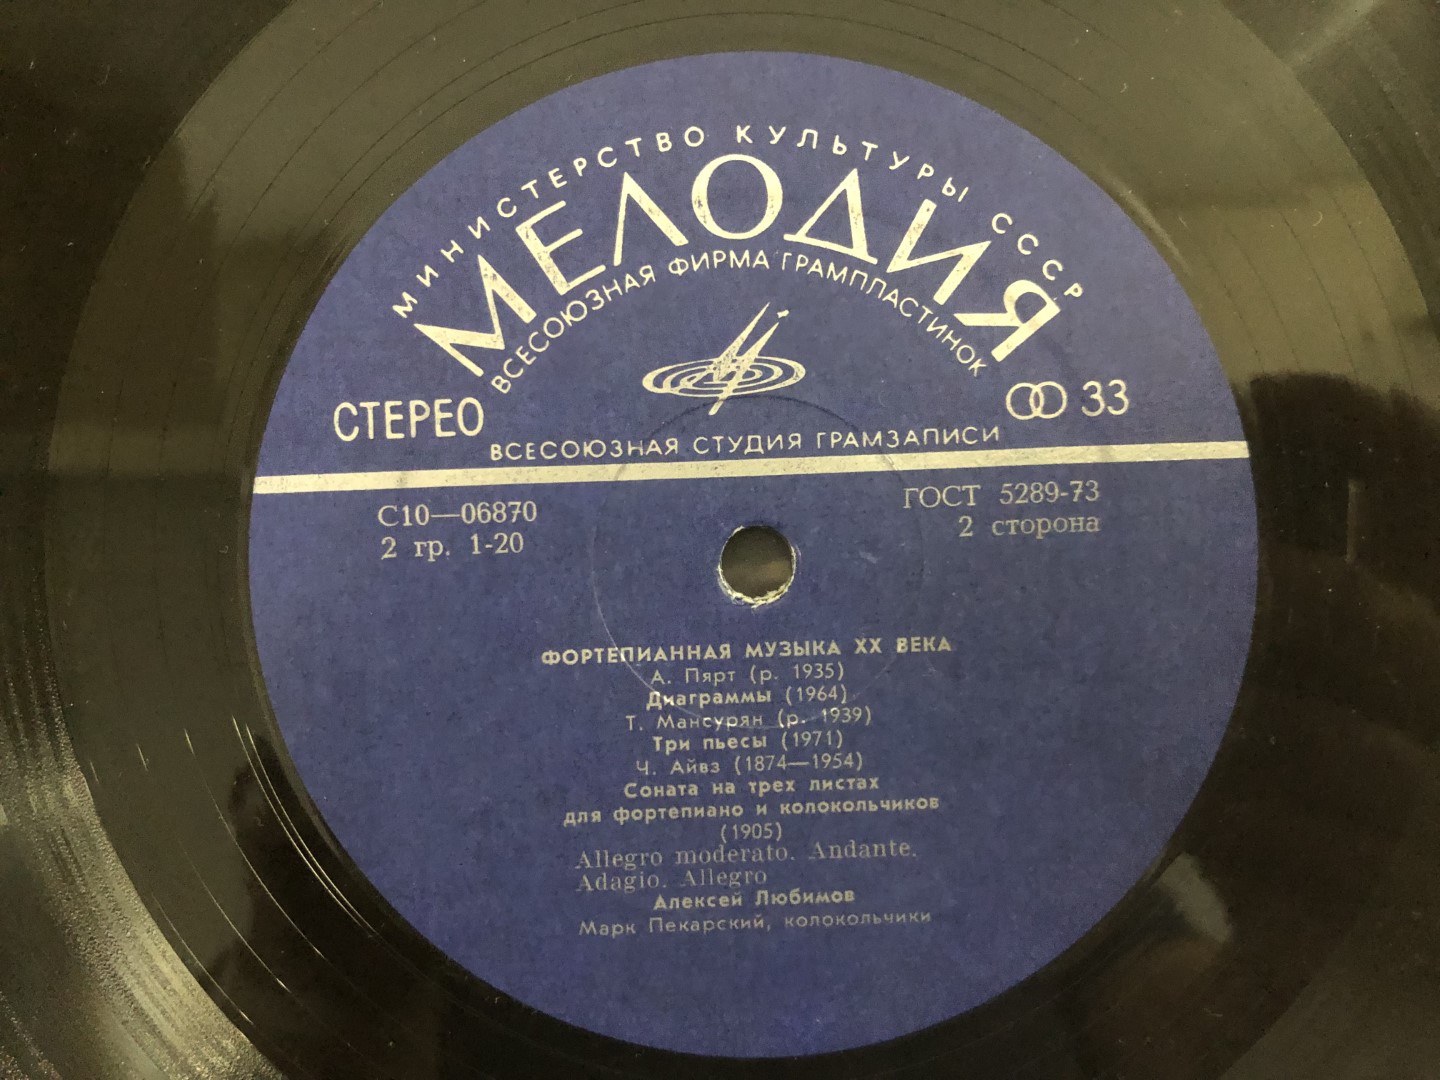 МИНИСТЕРСТВО КУЛЬТУРЫ СССР
МЕЛОДИЯ
ВСЕСОЮЗНАЯ ФИРМА ГРАМПЛАСТИНОК
СТЕРЕО
33
ВСЕСОЮЗНАЯ СТУДИЯ ГРАМЗАПИСИ
С10—06870
2 гр. 1-20
ГОСТ 5289-73
2 сторона
ФОРТЕПИАННАЯ МУЗЫКА XX ВЕКА
А. Пярт (р. 1935)
Диаграммы (1964)
Т. Мансурян (р. 1939)
Три пьесы (1971)
Ч. Айвз (1874—1954)
Соната на трех листах
для фортепиано и колокольчиков
(1905)
Allegro moderato. Andante.
Adagio. Allegro
Алексей Любимов
Марк Пекарский, колокольчики